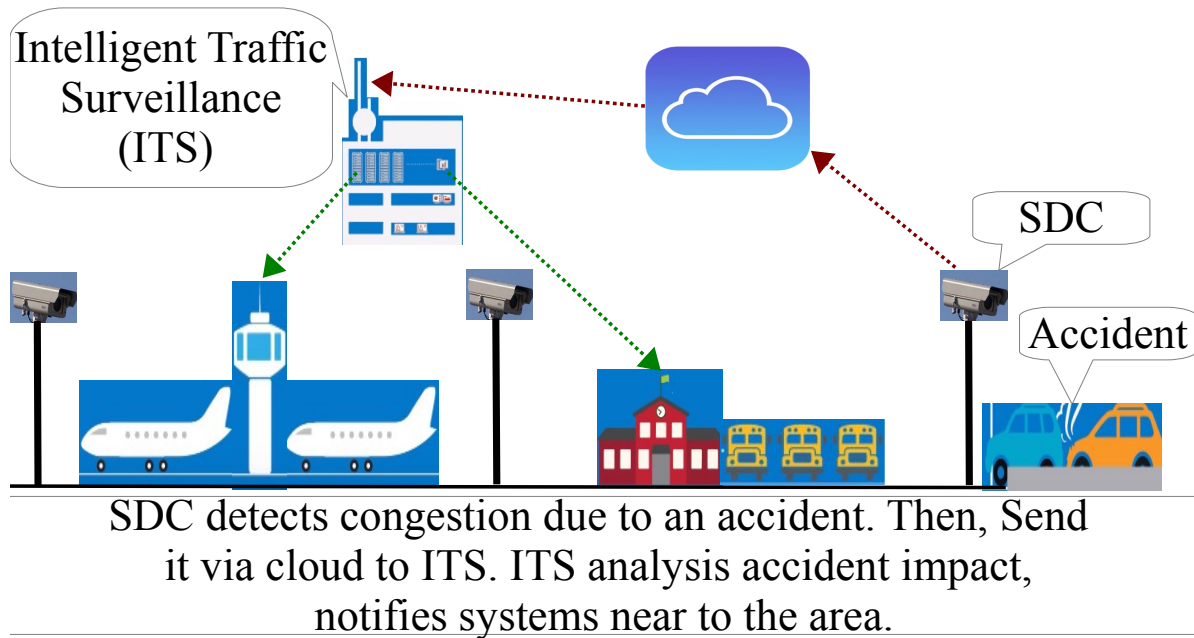 Intelligent Traffic
Surveillance
(ITS)
SDC
Accident
SDC detects congestion due to an accident. Then, Send
it via cloud to ITS. ITS analysis accident impact,
notifies systems near to the area.